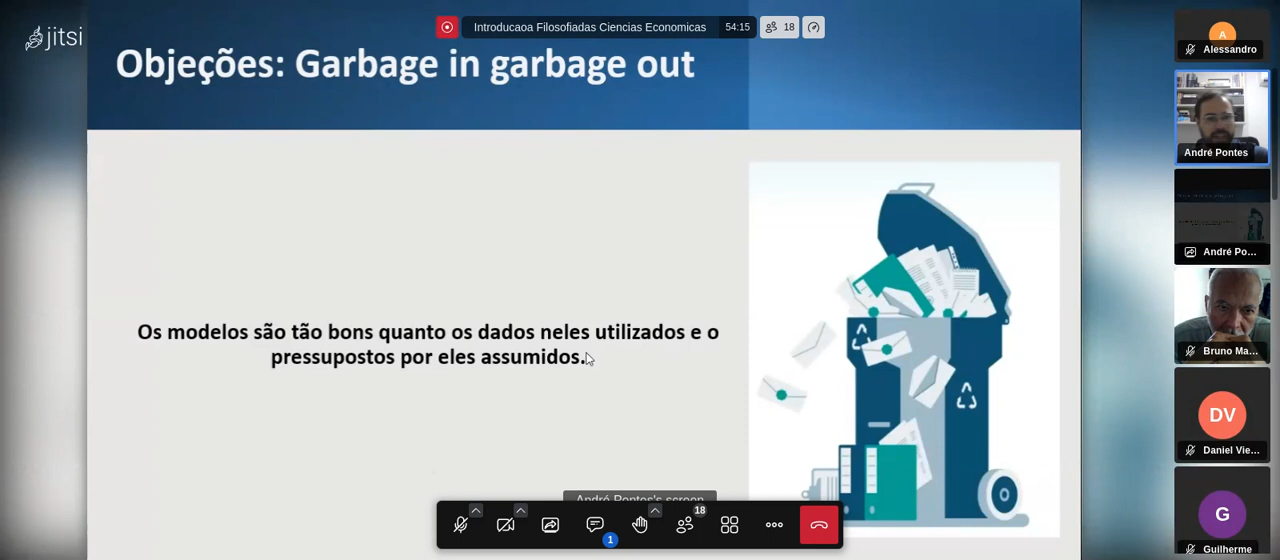 jitsi
Introducaoa Filosofiadas Ciencias Economicas 54:15 18
Objeções: Garbage in garbage out
Os modelos são tão bons quanto os dados neles utilizados e o
pressupostos por eles assumidos.
André Pontes's screen
18
1
A
Alessandro
André Pontes
André Po...
Bruno Ma...
DV
Daniel Vie...
G
Guilherme